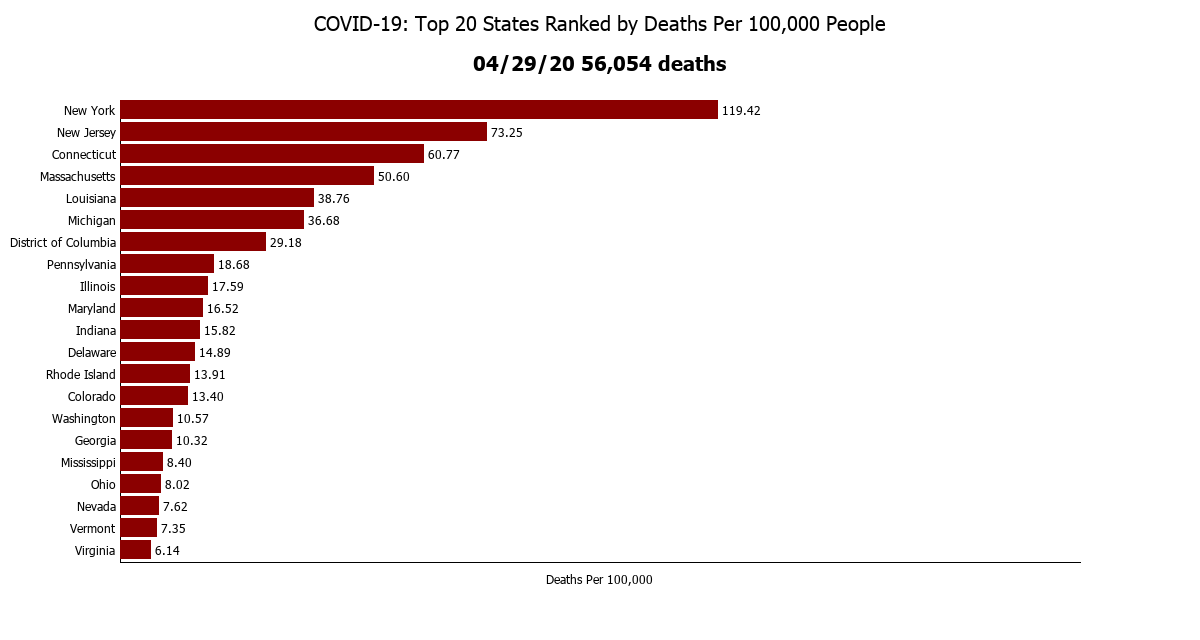 COVID-19: Top 20 States Ranked by Deaths Per 100,000 People
04/29/20 56,054 deaths
New York 119.42
New Jersey 73.25
Connecticut 60.77
Massachusetts 50.60
Louisiana 38.76
Michigan 36.68
District of Columbia 29.18
Pennsylvania 18.68
Illinois 17.59
Maryland 16.52
Indiana 15.82
Delaware 14.89
Rhode Island 13.91
Colorado 13.40
Washington 10.57
Georgia 10.32
Mississippi 8.40
Ohio 8.02
Nevada 7.62
Vermont 7.35
Virginia 6.14
Deaths Per 100,000